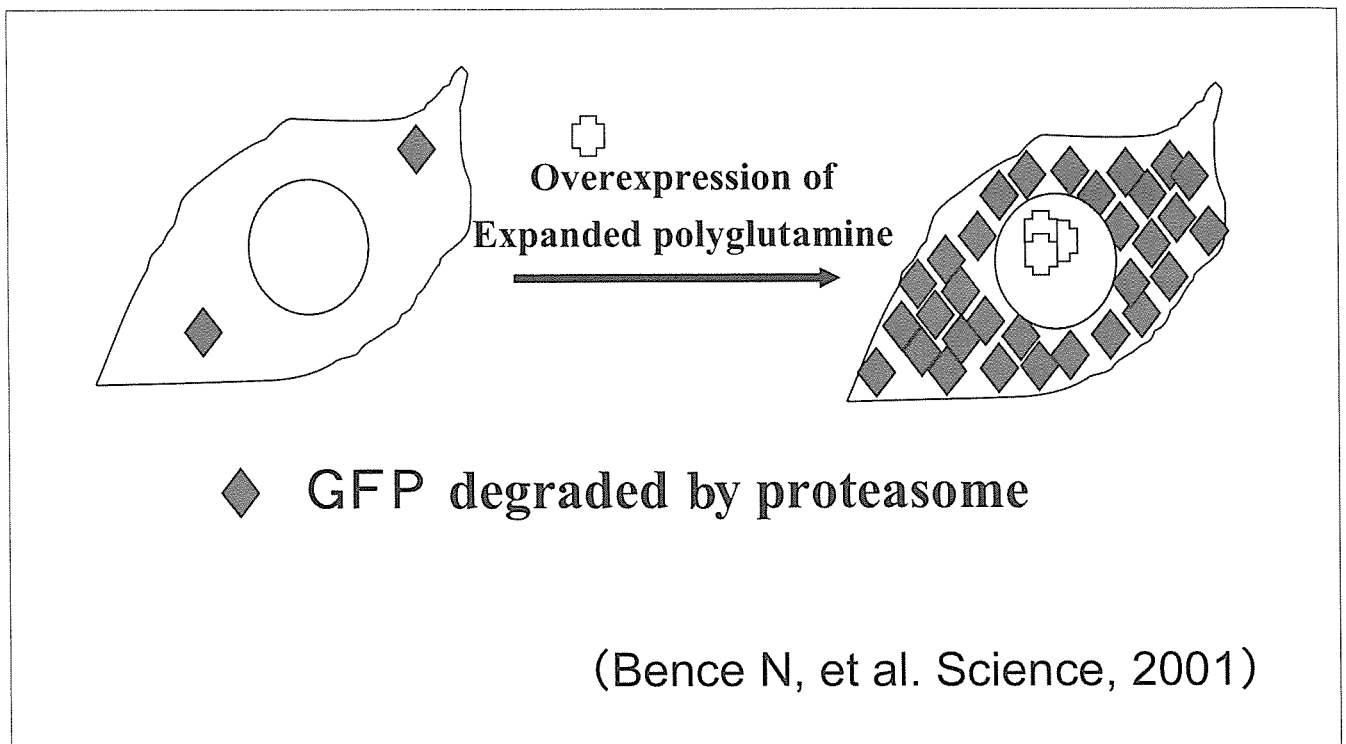 Overexpression of
Expanded polyglutamine
GFP degraded by proteasome
(Bence N, et al. Science, 2001)